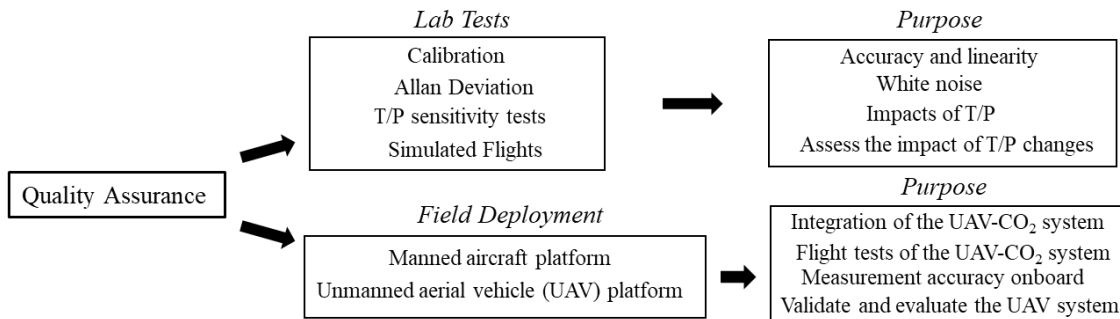 Lab Tests
Calibration
Allan Deviation
T/P sensitivity tests
Simulated Flights
Purpose
Accuracy and linearity
White noise
Impacts of T/P
Assess the impact of T/P changes
Quality Assurance
Field Deployment
Manned aircraft platform
Unmanned aerial vehicle (UAV) platform
Purpose
Integration of the UAV-CO₂ system
Flight tests of the UAV-CO₂ system
Measurement accuracy onboard
Validate and evaluate the UAV system